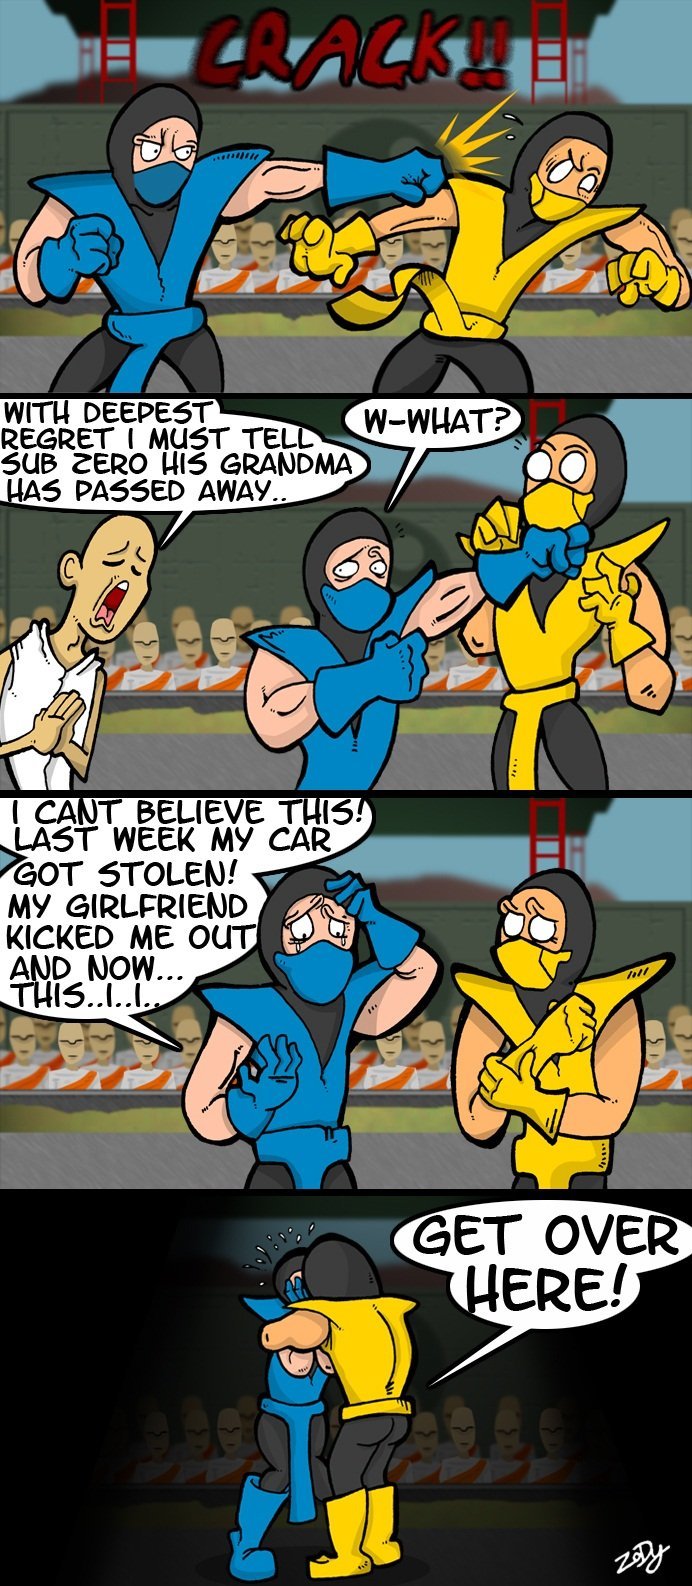 CRACK!!
WITH DEEPEST
REGRET I MUST TELL
SUB ZERO HIS GRANDMA
HAS PASSED AWAY..
W-WHAT?
I CANT BELIEVE THIS!
LAST WEEK MY CAR
GOT STOLEN!
MY GIRLFRIEND
KICKED ME OUT
AND NOW...
THIS..I..I..
GET OVER
HERE!
ZODY